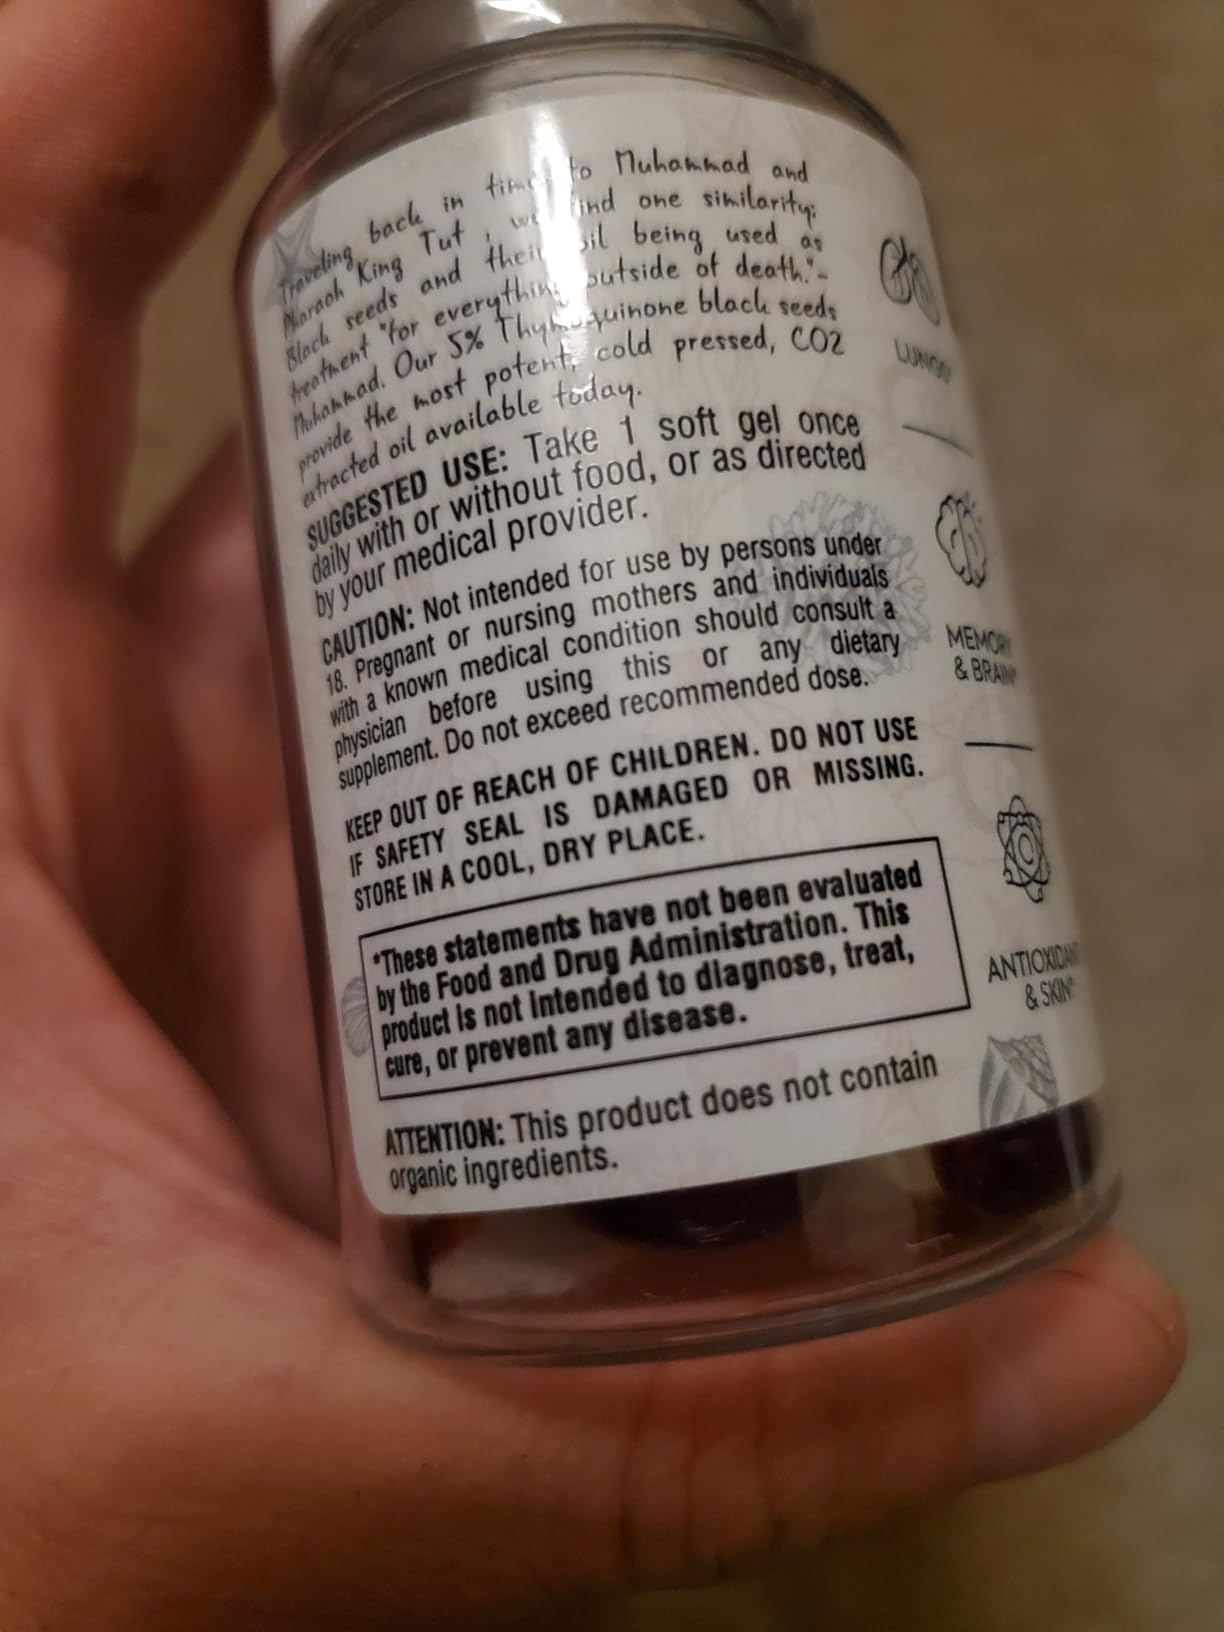 Traveling back in time to Muhammad and
Pharaoh King Tut, we find one similarity;
Black seeds and their oil being used as
treatment "for everything outside of death."-
Muhammad. Our 5% Thymoquinone black seeds
provide the most potent, cold pressed, CO2
extracted oil available today.
SUGGESTED USE: Take 1 soft gel once
daily with or without food, or as directed
by your medical provider.
CAUTION: Not intended for use by persons under
18. Pregnant or nursing mothers and individuals
with a known medical condition should consult a
physician before using this or any dietary
supplement. Do not exceed recommended dose.
KEEP OUT OF REACH OF CHILDREN. DO NOT USE
IF SAFETY SEAL IS DAMAGED OR MISSING.
STORE IN A COOL, DRY PLACE.
*These statements have not been evaluated
by the Food and Drug Administration. This
product is not intended to diagnose, treat,
cure, or prevent any disease.
ATTENTION: This product does not contain
organic ingredients.
LUNGS*
MEMORY
& BRAIN*
ANTIOXIDANT
& SKIN*